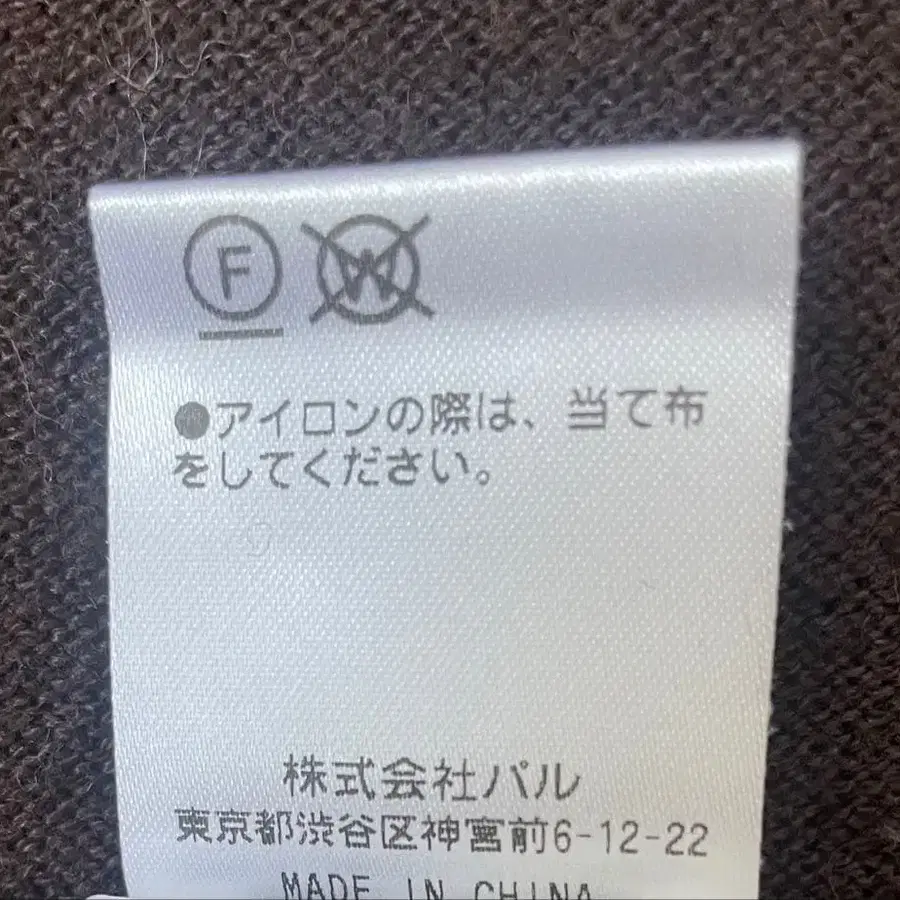 F W
●アイロンの際は、当て布
をしてください。
株式会社パル
東京都渋谷区神宮前6-12-22
MADE IN CHINA